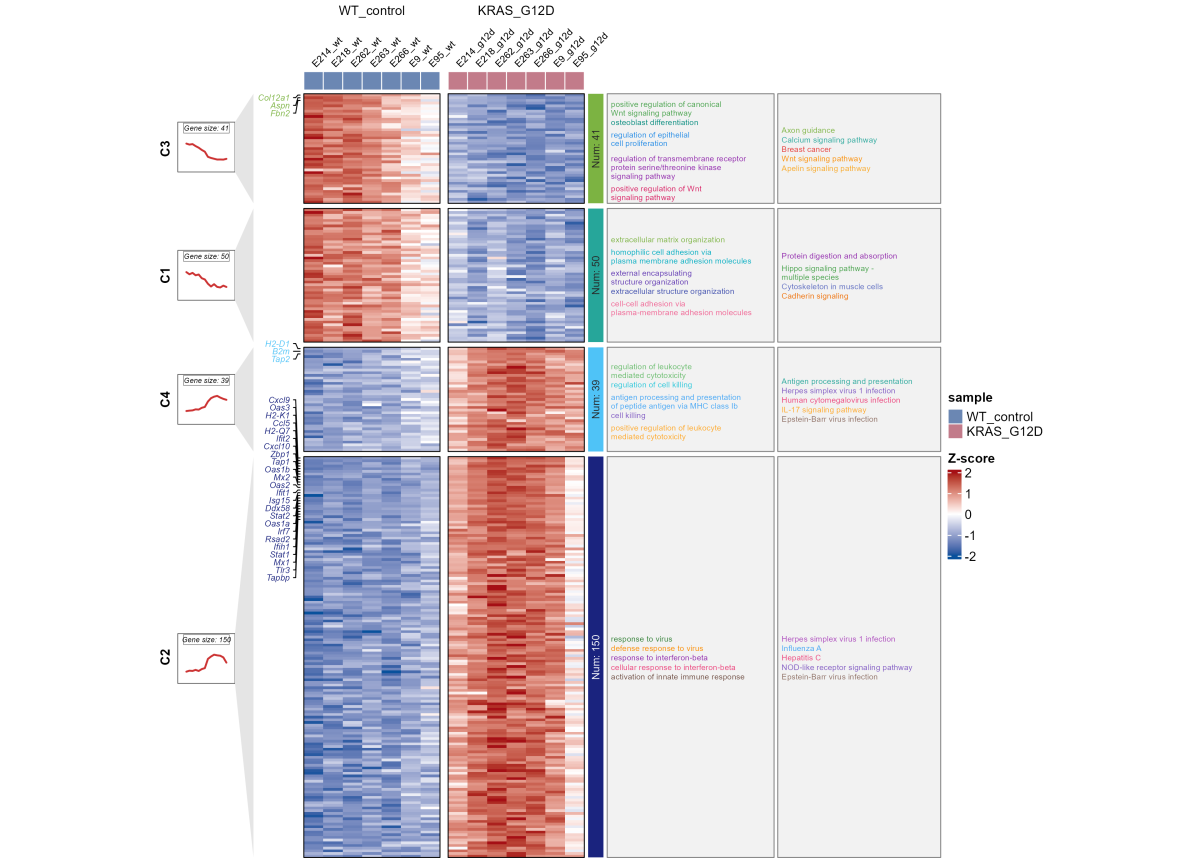 WT_control
KRAS_G12D
E214_wt
E218_wt
E262_wt
E263_wt
E266_wt
E9_wt
E95_wt
E214_g12d
E218_g12d
E262_g12d
E263_g12d
E266_g12d
E9_g12d
E95_g12d
C3
Gene size: 41
Col12a1
Aspn
Fbn2
Num: 41
positive regulation of canonical
Wnt signaling pathway
osteoblast differentiation
regulation of epithelial
cell proliferation
regulation of transmembrane receptor
protein serine/threonine kinase
signaling pathway
positive regulation of Wnt
signaling pathway
Axon guidance
Calcium signaling pathway
Breast cancer
Wnt signaling pathway
Apelin signaling pathway
C1
Gene size: 50
Num: 50
extracellular matrix organization
homophilic cell adhesion via
plasma membrane adhesion molecules
external encapsulating
structure organization
extracellular structure organization
cell-cell adhesion via
plasma-membrane adhesion molecules
Protein digestion and absorption
Hippo signaling pathway -
multiple species
Cytoskeleton in muscle cells
Cadherin signaling
C4
Gene size: 39
H2-D1
B2m
Tap2
Num: 39
regulation of leukocyte
mediated cytotoxicity
regulation of cell killing
antigen processing and presentation
of peptide antigen via MHC class Ib
cell killing
positive regulation of leukocyte
mediated cytotoxicity
Antigen processing and presentation
Herpes simplex virus 1 infection
Human cytomegalovirus infection
IL-17 signaling pathway
Epstein-Barr virus infection
C2
Gene size: 150
Cxcl9
Oas3
H2-K1
Ccl5
H2-Q7
Ifit2
Cxcl10
Zbp1
Tap1
Oas1b
Mx2
Oas2
Ifit1
Isg15
Ddx58
Stat2
Oas1a
Irf7
Rsad2
Ifih1
Stat1
Mx1
Tlr3
Tapbp
Num: 150
response to virus
defense response to virus
response to interferon-beta
cellular response to interferon-beta
activation of innate immune response
Herpes simplex virus 1 infection
Influenza A
Hepatitis C
NOD-like receptor signaling pathway
Epstein-Barr virus infection
sample
WT_control
KRAS_G12D
Z-score
2
1
0
-1
-2